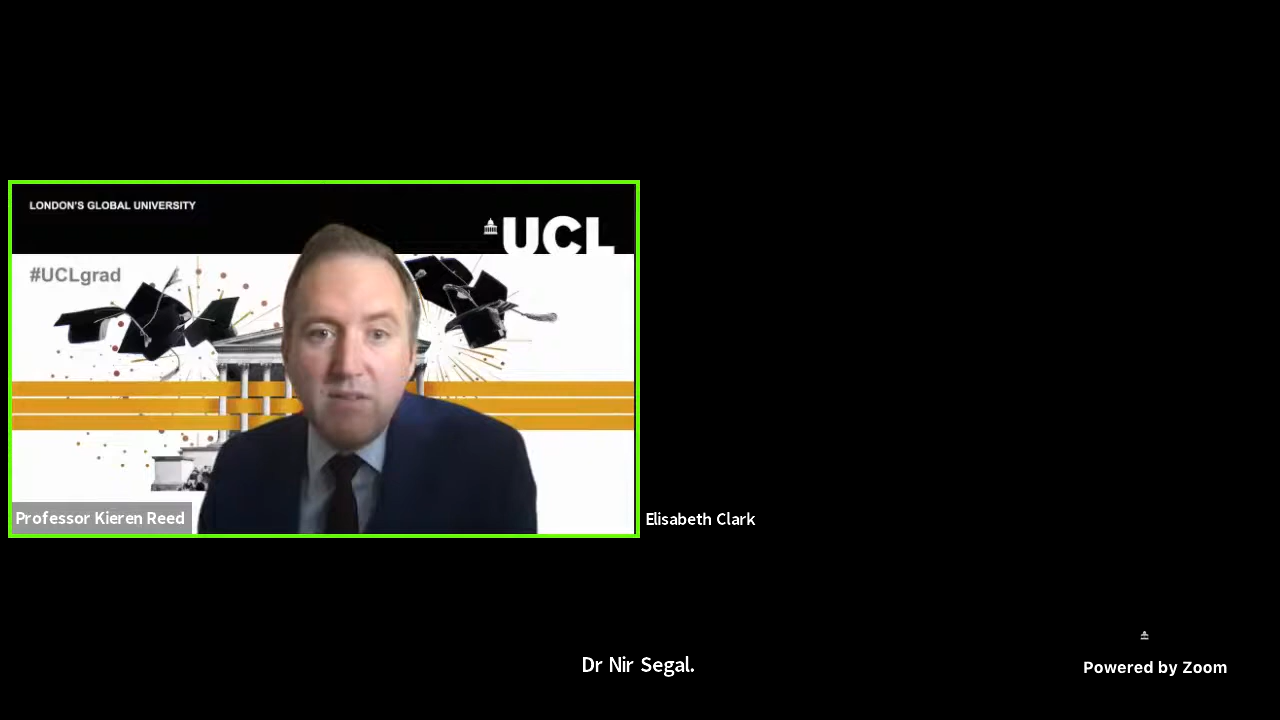 LONDON'S GLOBAL UNIVERSITY
UCL
#UCLgrad
Professor Kieren Reed
Elisabeth Clark
Dr Nir Segal.
Powered by Zoom